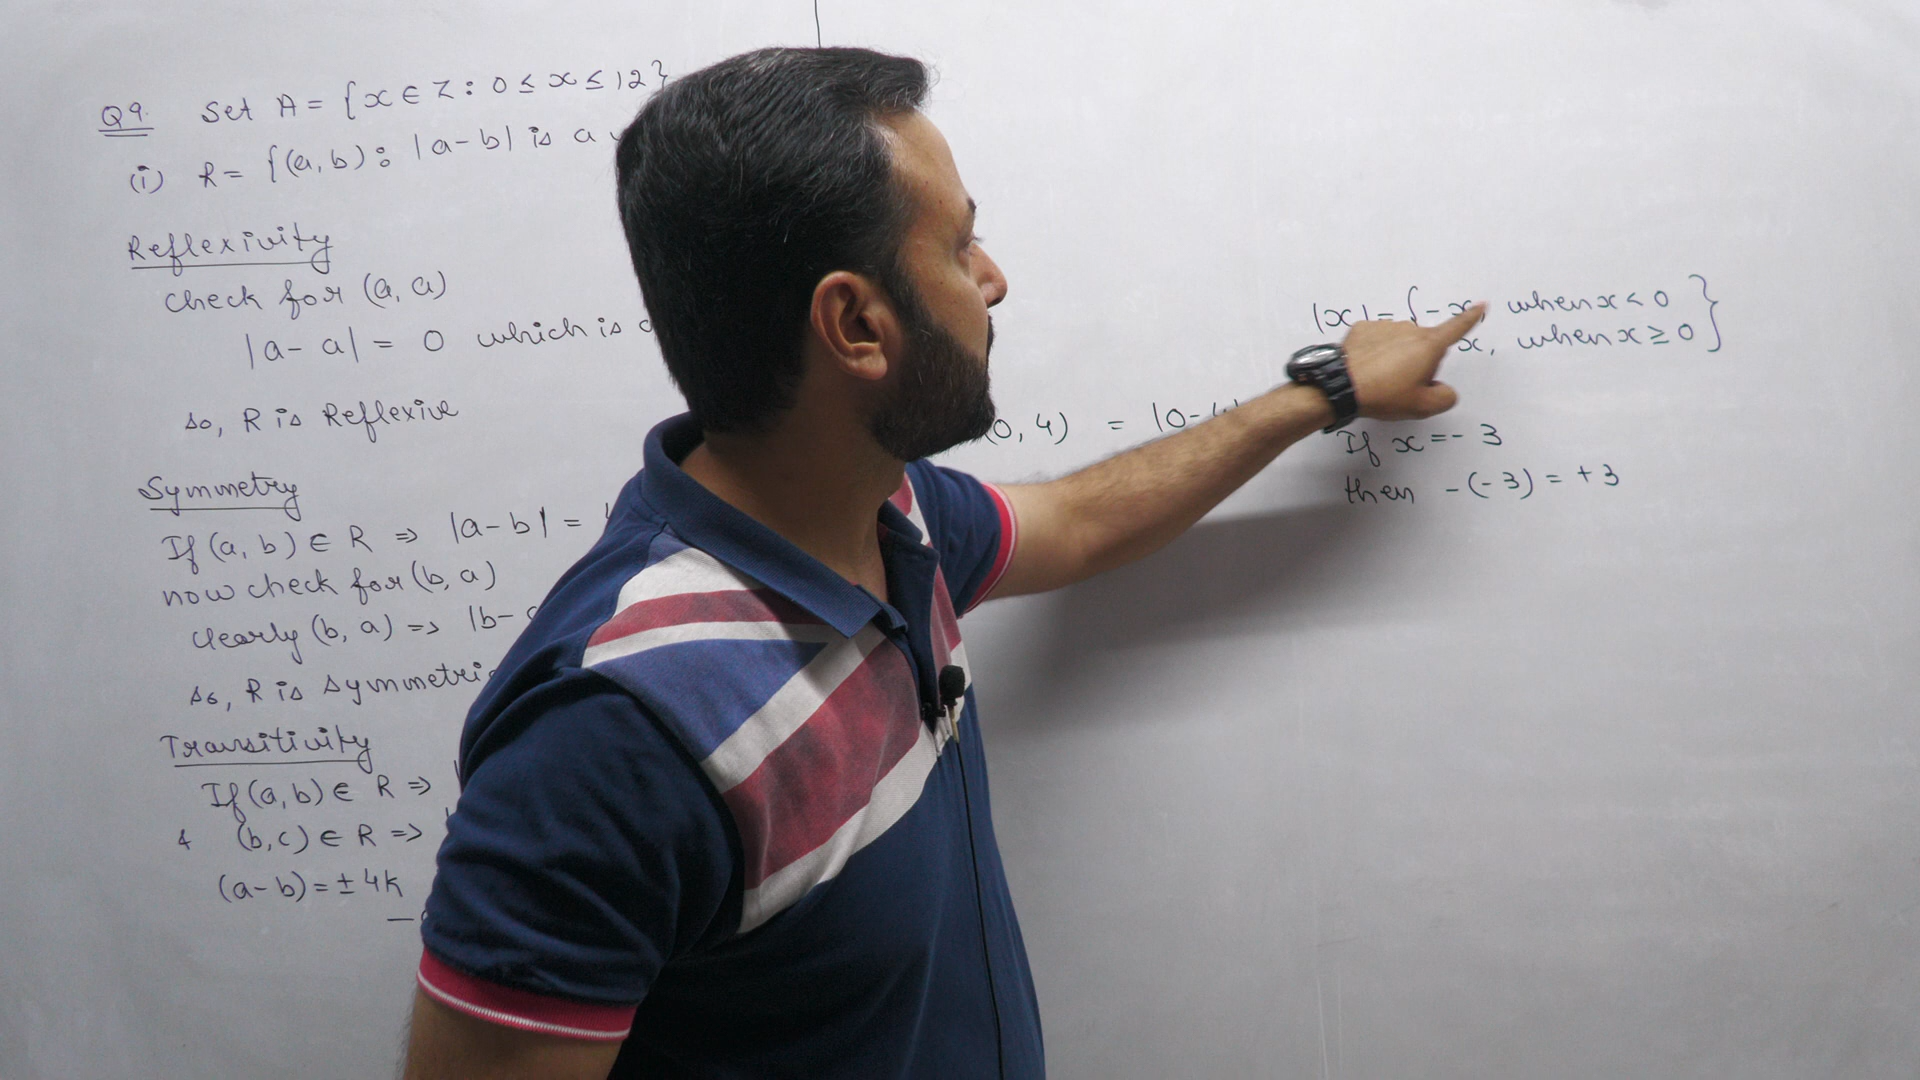 Q9. Set A = {x ∈ Z : 0 ≤ x ≤ 12}
(i) R = {(a, b) : |a-b| is a
Reflexivity
Check for (a, a)
|a - a| = 0 which is
so, R is Reflexive
Symmetry
If (a, b) ∈ R ⇒ |a-b| =
now check for (b, a)
Clearly (b, a) ⇒ |b-
so, R is symmetric
Transitivity
If (a, b) ∈ R ⇒
& (b, c) ∈ R ⇒
(a-b) = ± 4k
(0, 4) = |0-4|
|x| = {-x, when x < 0
x, when x ≥ 0}
If x = - 3
then -(-3) = +3